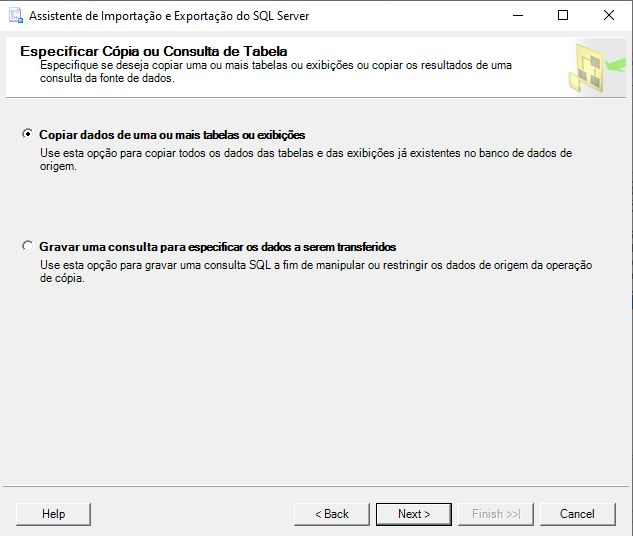 Assistente de Importação e Exportação do SQL Server
Especificar Cópia ou Consulta de Tabela
Especifique se deseja copiar uma ou mais tabelas ou exibições ou copiar os resultados de uma
consulta da fonte de dados.
Copiar dados de uma ou mais tabelas ou exibições
Use esta opção para copiar todos os dados das tabelas e das exibições já existentes no banco de dados de
origem.
Gravar uma consulta para especificar os dados a serem transferidos
Use esta opção para gravar uma consulta SQL a fim de manipular ou restringir os dados de origem da operação
de cópia.
Help
< Back
Next >
Finish >>|
Cancel